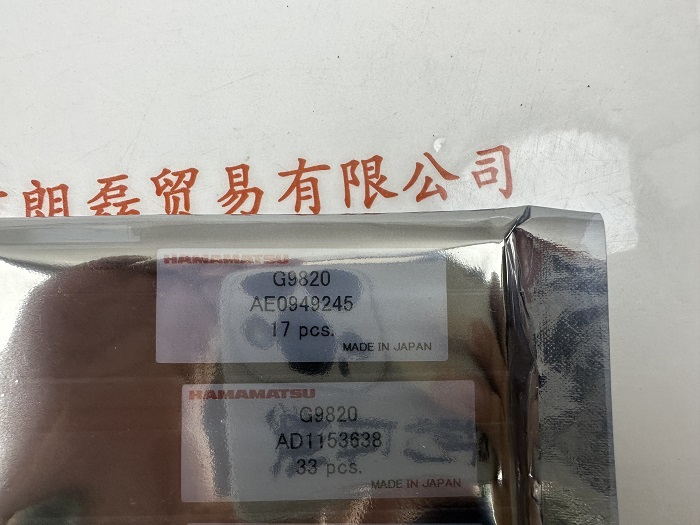 朗磊贸易有限公司
HAMAMATSU
G9820
AE0949245
17 pcs.
MADE IN JAPAN
HAMAMATSU
G9820
AD1153638
33 pcs.
MADE IN JAPAN